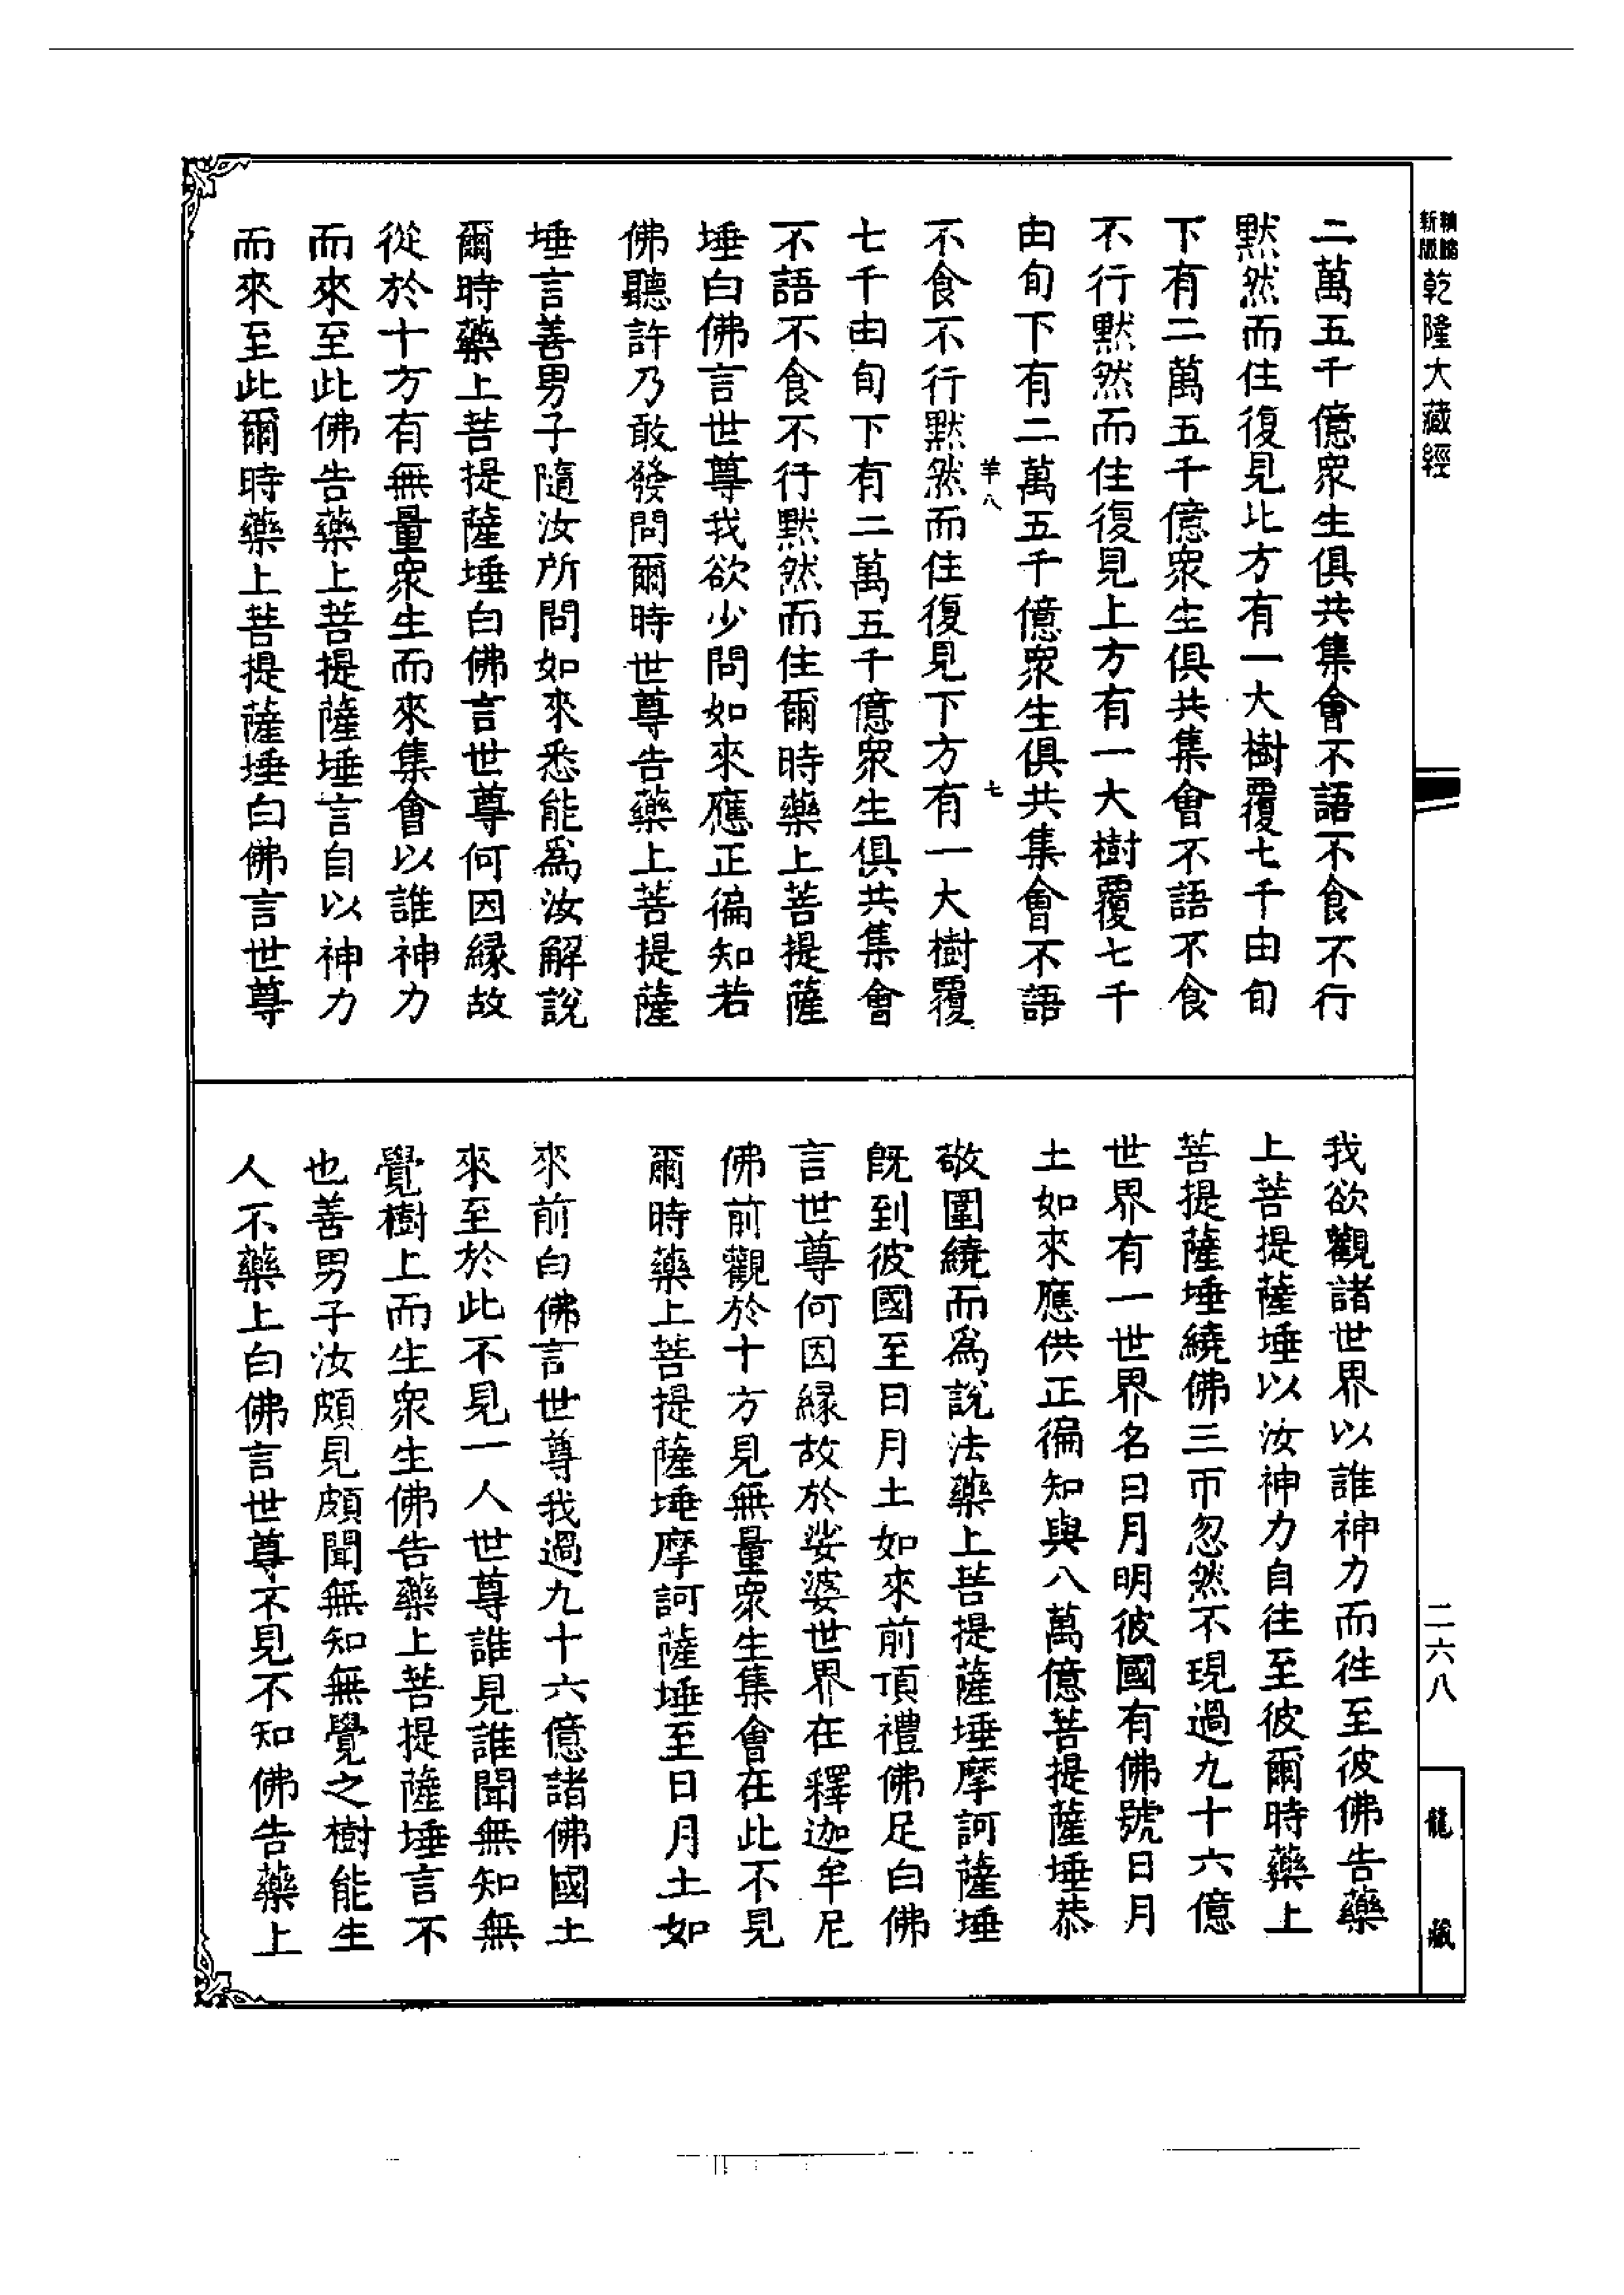 新編
新版
乾隆大藏經
二萬五千億衆生俱共集會不語不食不行
默然而住復見北方有一大樹覆七千由旬
下有二萬五千億衆生俱共集會不語不食
不行默然而住復見上方有一大樹覆七千
由旬下有二萬五千億衆生俱共集會不語
羊八
七
不食不行默然而住復見下方有一大樹覆
七千由旬下有二萬五千億衆生俱共集會
不語不食不行默然而住爾時藥上菩提薩
埵白佛言世尊我欲少問如來應正徧知若
佛聽許乃敢發問爾時世尊告藥上菩提薩
埵言善男子隨汝所問如來悉能爲汝解說
爾時藥上菩提薩埵白佛言世尊何因緣故
從於十方有無量衆生而來集會以誰神力
而來至此佛告藥上菩提薩埵言自以神力
而來至此爾時藥上菩提薩埵白佛言世尊
我欲觀諸世界以誰神力而往至彼佛告藥
上菩提薩埵以汝神力自往至彼爾時藥上
菩提薩埵繞佛三帀忽然不現過九十六億
世界有一世界名日月明彼國有佛號日月
土如來應供正徧知與八萬億菩提薩埵恭
敬圍繞而爲說法藥上菩提薩埵摩訶薩埵
旣到彼國至日月土如來前頂禮佛足白佛
言世尊何因緣故於娑婆世界在釋迦牟尼
佛前觀於十方見無量衆生集會在此不見
爾時藥上菩提薩埵摩訶薩埵至日月土如
來前白佛言世尊我過九十六億諸佛國土
來至於此不見一人世尊誰見誰聞無知無
覺樹上而生衆生佛告藥上菩提薩埵言不
也善男子汝頗見頗聞無知無覺之樹能生
人不藥上白佛言世尊不見不知佛告藥上
二六八
龍藏